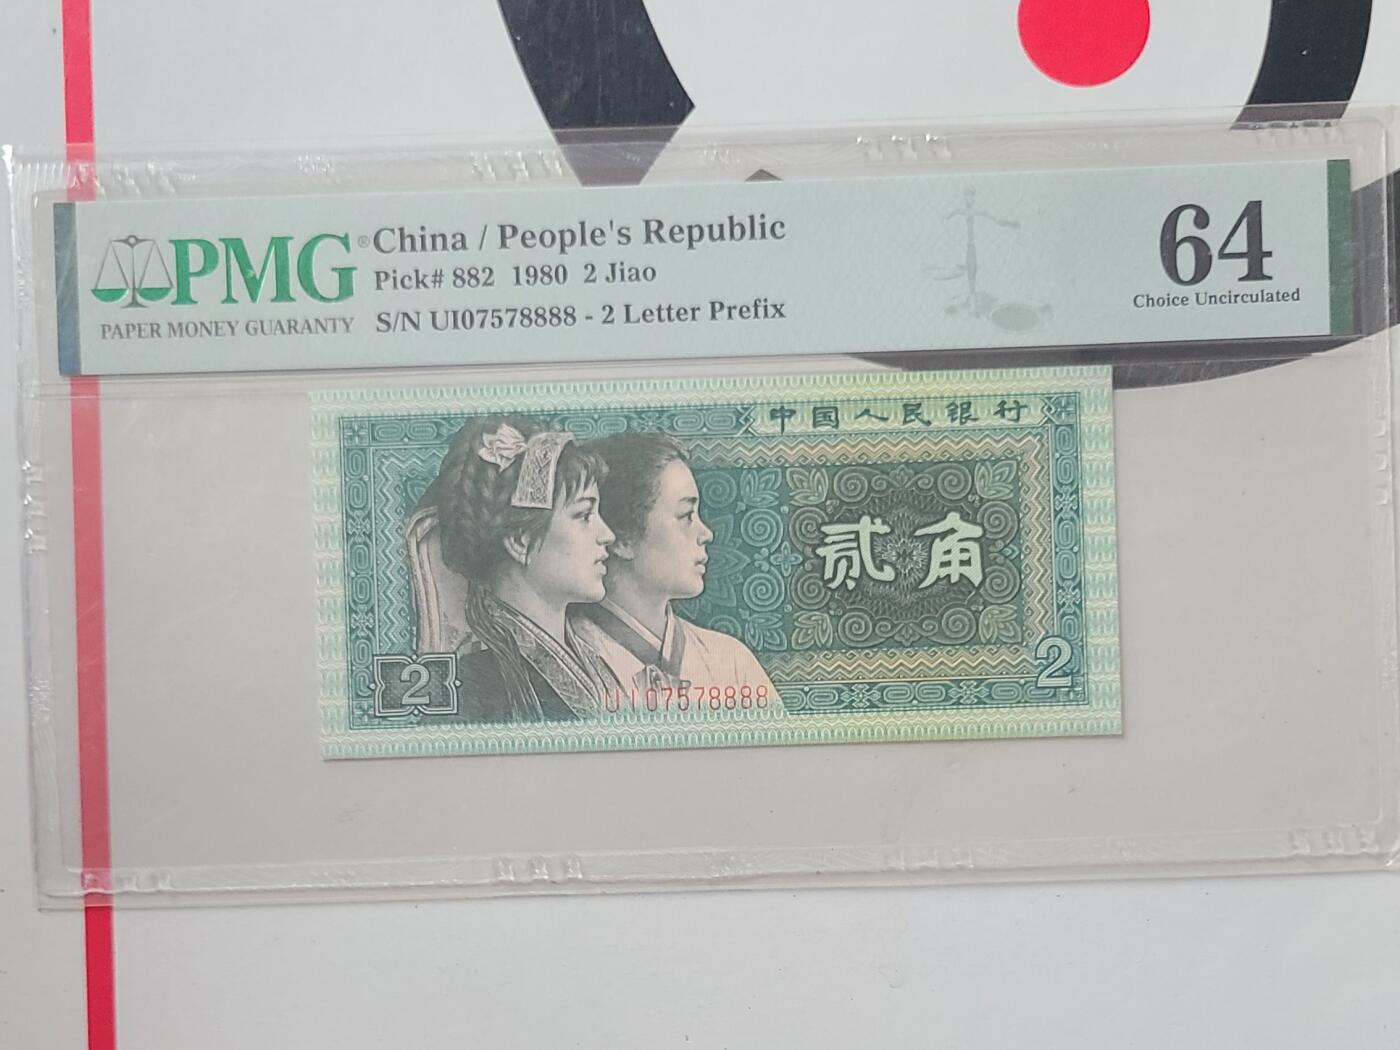 PMG®
PAPER MONEY GUARANTY
China / People's Republic
Pick# 882 1980 2 Jiao
S/N UI07578888 - 2 Letter Prefix
64
Choice Uncirculated
中国人民银行
贰角
2
2
UI07578888